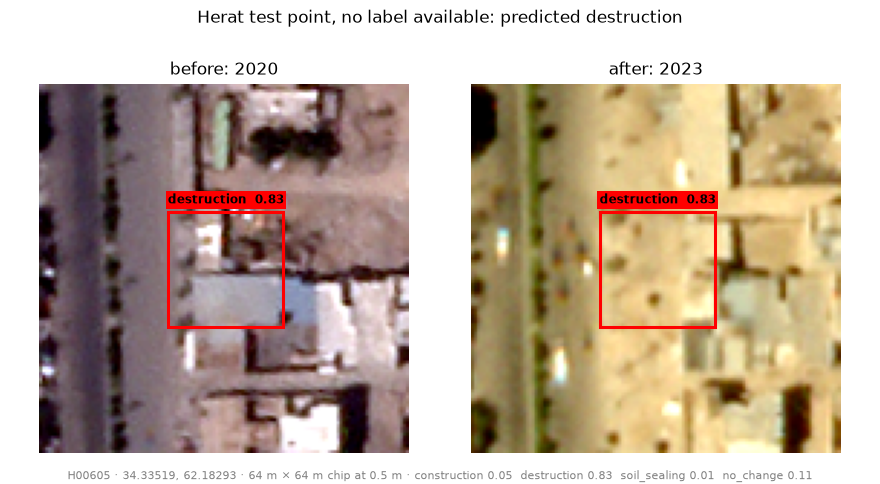 Herat test point, no label available: predicted destruction
before: 2020
after: 2023
destruction 0.83
destruction 0.83
H00605 · 34.33519, 62.18293 · 64 m × 64 m chip at 0.5 m · construction 0.05 destruction 0.83 soil_sealing 0.01 no_change 0.11